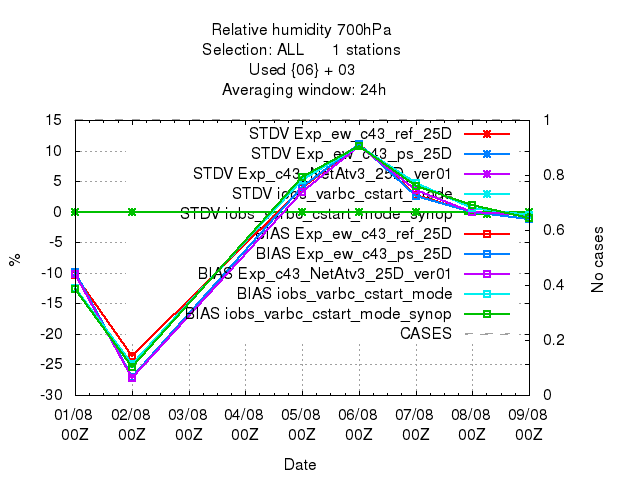 Relative humidity 700hPa
Selection: ALL 1 stations
Used {06} + 03
Averaging window: 24h
15 1
STDV Exp_ew_c43_ref_25D
10 STDV Exp_ew_c43_ps_25D
5 STDV Exp_c43_NetAtv3_25D_ver01 0.8
STDV iobs_varbc_cstart_mode
0 STDV iobs_varbc_cstart_mode_synop
BIAS Exp_ew_c43_ref_25D 0.6
-5 BIAS Exp_ew_c43_ps_25D
% No cases
-10 BIAS Exp_c43_NetAtv3_25D_ver01
BIAS iobs_varbc_cstart_mode 0.4
-15
BIAS iobs_varbc_cstart_mode_synop
-20 CASES
0.2
-25
-30 0
01/08 02/08 03/08 04/08 05/08 06/08 07/08 08/08 09/08
00Z 00Z 00Z 00Z 00Z 00Z 00Z 00Z 00Z
Date